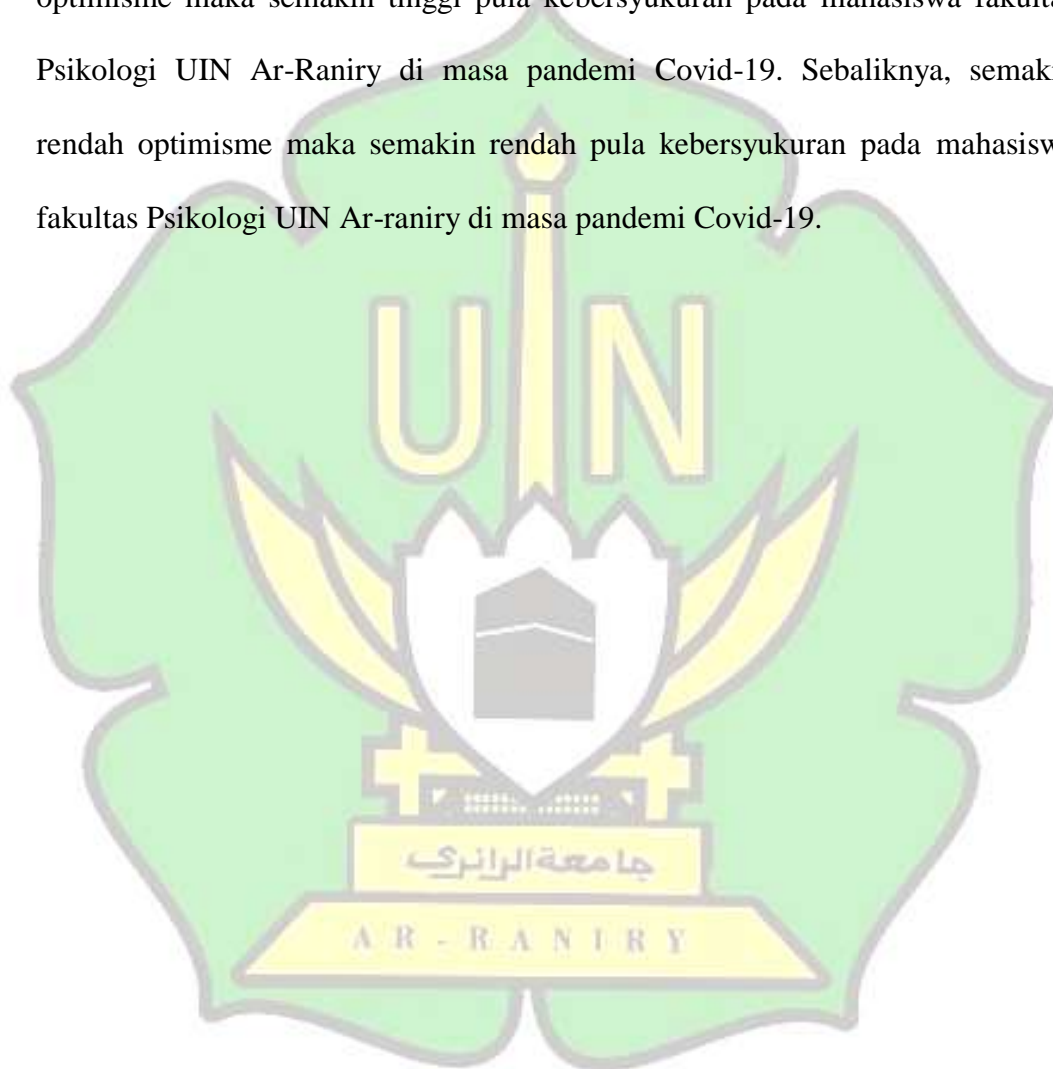 optimisme maka semakin tinggi pula kebersyukuran pada mahasiswa fakulta
Psikologi UIN Ar-Raniry di masa pandemi Covid-19. Sebaliknya, semaki
rendah optimisme maka semakin rendah pula kebersyukuran pada mahasisw
fakultas Psikologi UIN Ar-raniry di masa pandemi Covid-19.
UIN
جامعة الرانري
AR-RANIRY